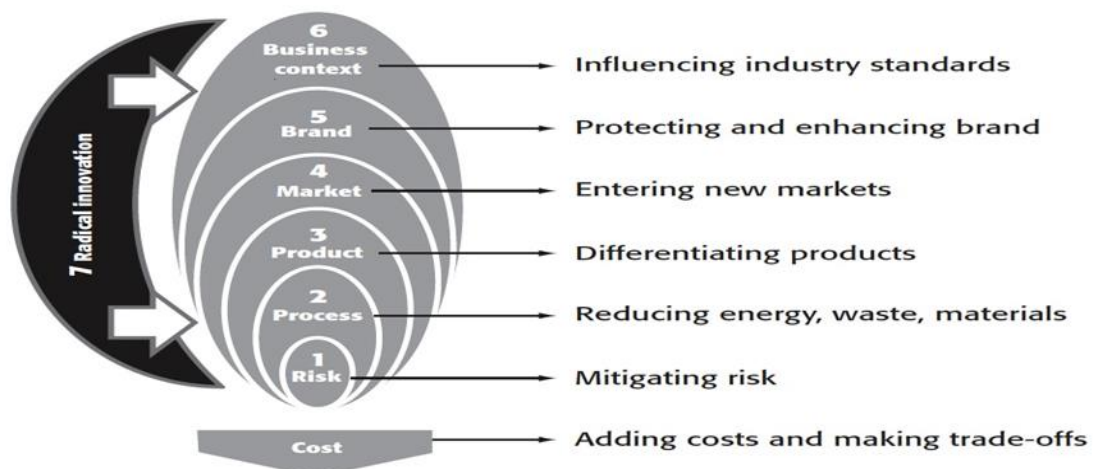 6
Business
context
Influencing industry standards
5
Brand
Protecting and enhancing brand
4
Market
Entering new markets
3
Product
Differentiating products
2
Process
Reducing energy, waste, materials
1
Risk
Mitigating risk
Cost
Adding costs and making trade-offs
7 Radical innovation